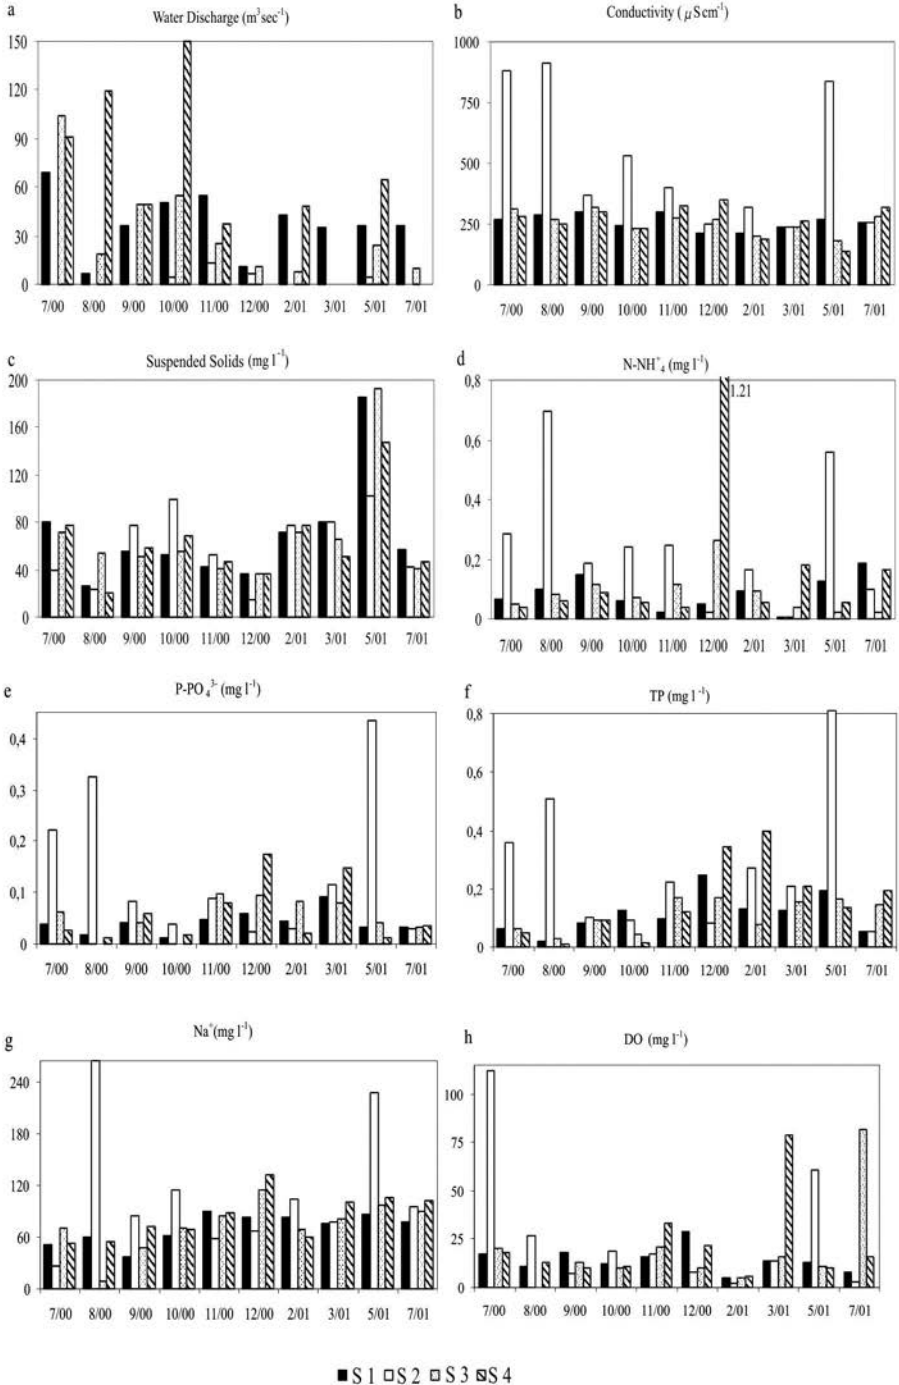 a
Water Discharge (m³sec⁻¹)
150
120
90
60
30
0
7/00 8/00 9/00 10/00 11/00 12/00 2/01 3/01 5/01 7/01
b
Conductivity (μScm⁻¹)
1000
750
500
250
0
7/00 8/00 9/00 10/00 11/00 12/00 2/01 3/01 5/01 7/01
c
Suspended Solids (mg l⁻¹)
200
160
120
80
40
0
7/00 8/00 9/00 10/00 11/00 12/00 2/01 3/01 5/01 7/01
d
N-NH⁺₄ (mg l⁻¹)
0,8
0,6
0,4
0,2
0
1.21
7/00 8/00 9/00 10/00 11/00 12/00 2/01 3/01 5/01 7/01
e
P-PO₄³⁻ (mg l⁻¹)
0,4
0,3
0,2
0,1
0
7/00 8/00 9/00 10/00 11/00 12/00 2/01 3/01 5/01 7/01
f
TP (mg l⁻¹)
0,8
0,6
0,4
0,2
0
7/00 8/00 9/00 10/00 11/00 12/00 2/01 3/01 5/01 7/01
g
Na⁺(mg l⁻¹)
240
180
120
60
0
7/00 8/00 9/00 10/00 11/00 12/00 2/01 3/01 5/01 7/01
h
DO (mg l⁻¹)
100
75
50
25
0
7/00 8/00 9/00 10/00 11/00 12/00 2/01 3/01 5/01 7/01
S 1 S 2 S 3 S 4